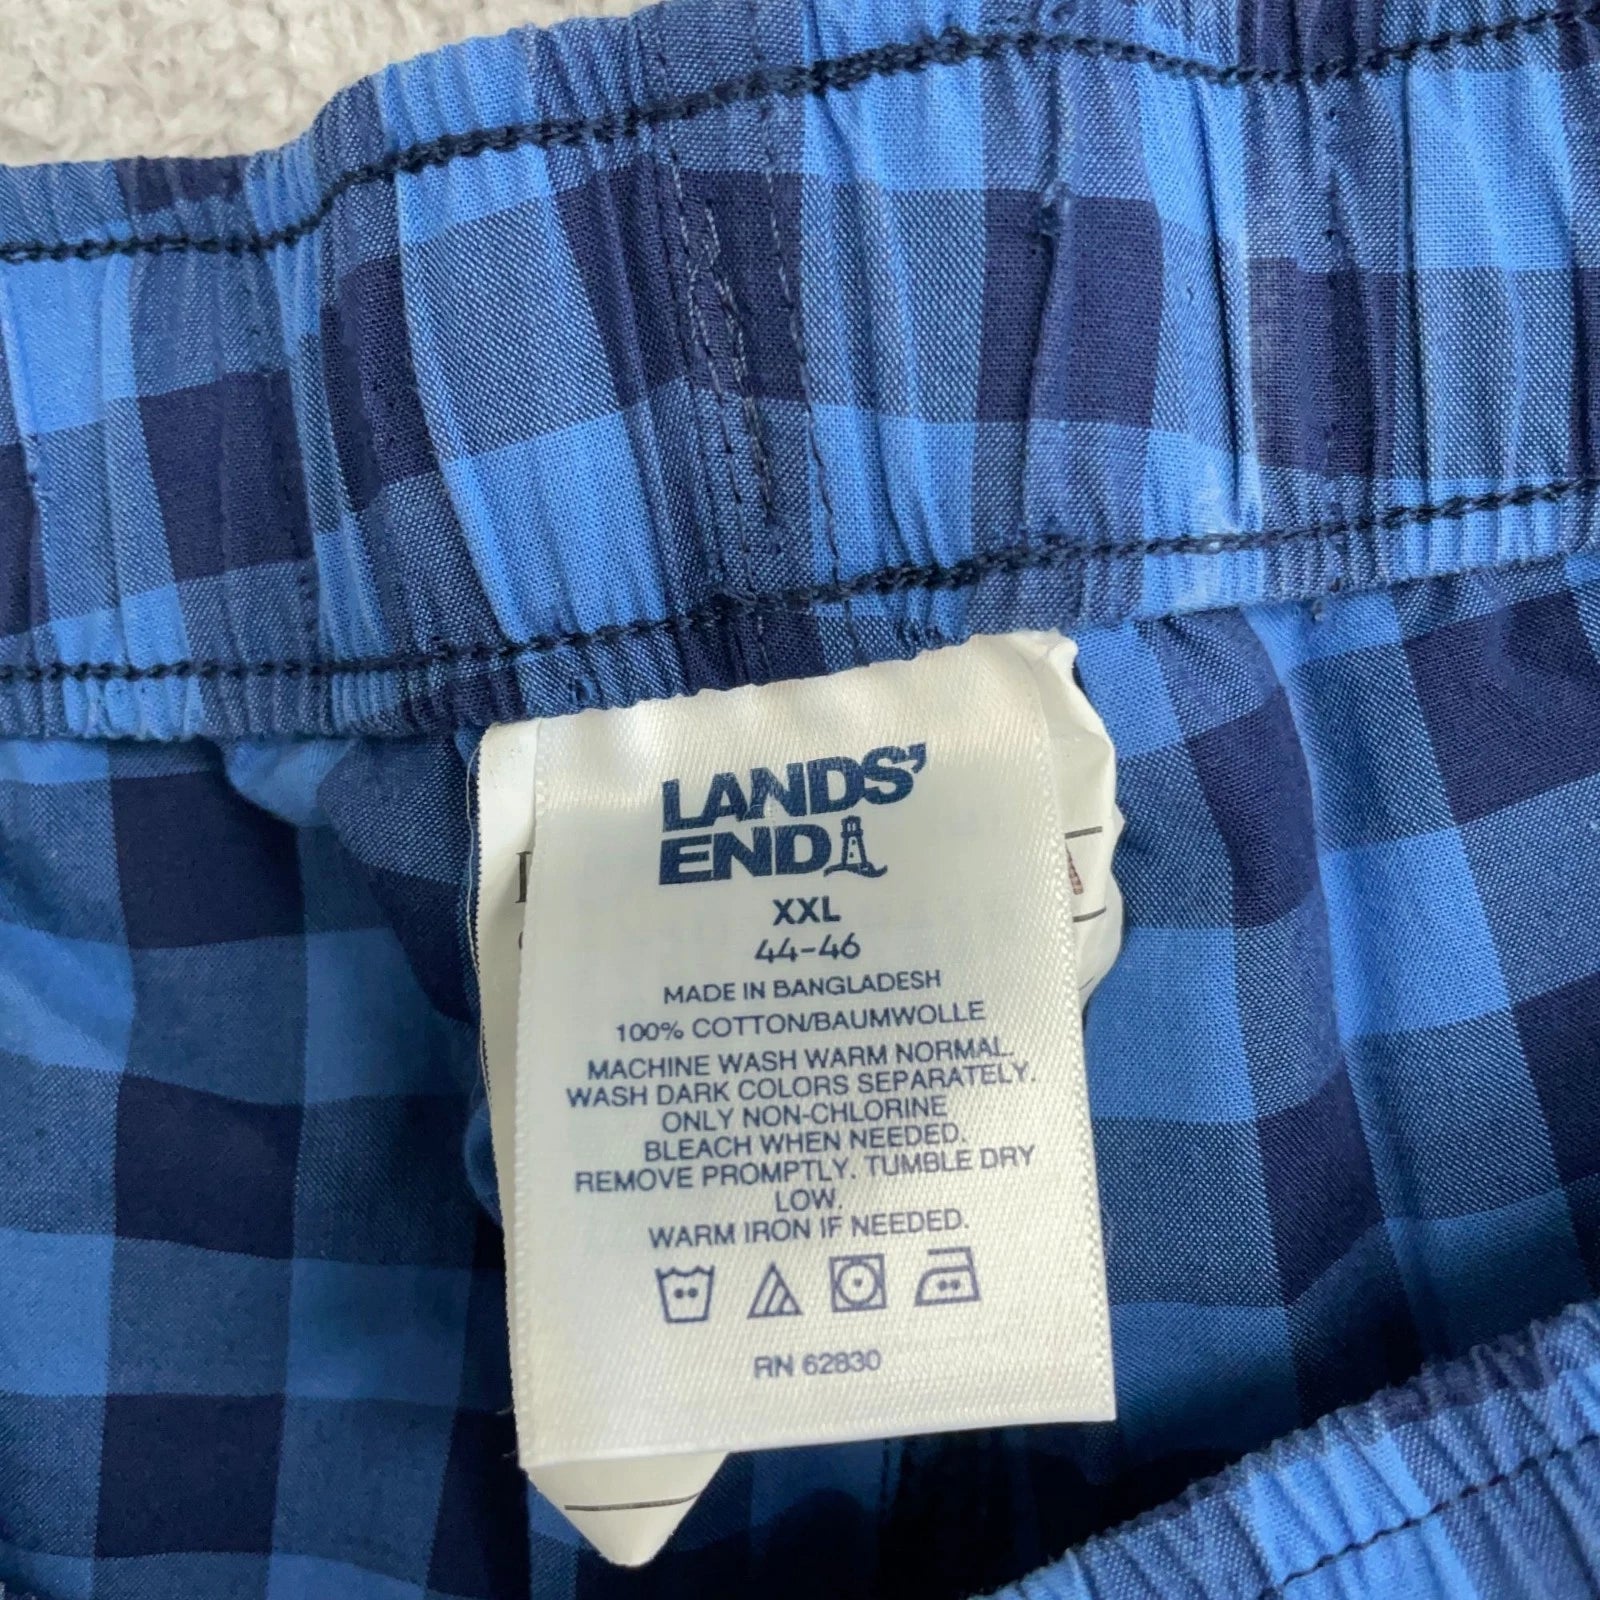 LANDS'
END
XXL
44-46
MADE IN BANGLADESH
100% COTTON/BAUMWOLLE
MACHINE WASH WARM NORMAL.
WASH DARK COLORS SEPARATELY.
ONLY NON-CHLORINE
BLEACH WHEN NEEDED.
REMOVE PROMPTLY. TUMBLE DRY
LOW.
WARM IRON IF NEEDED.
RN 62830